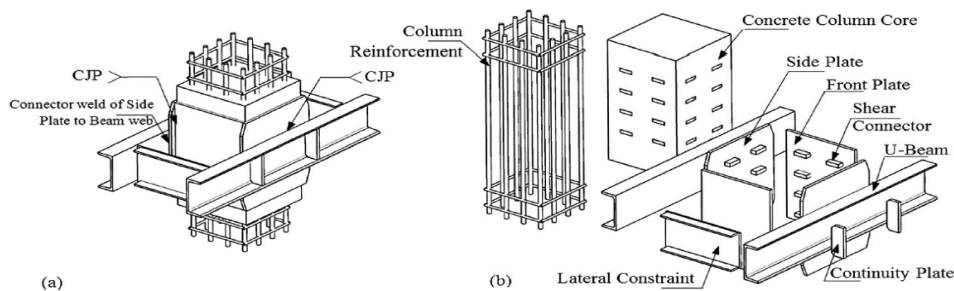 CJP
CJP
Connector weld of Side
Plate to Beam web
(a)
Column
Reinforcement
Concrete Column Core
Side Plate
Front Plate
Shear
Connector
U-Beam
Lateral Constraint
Continuity Plate
(b)